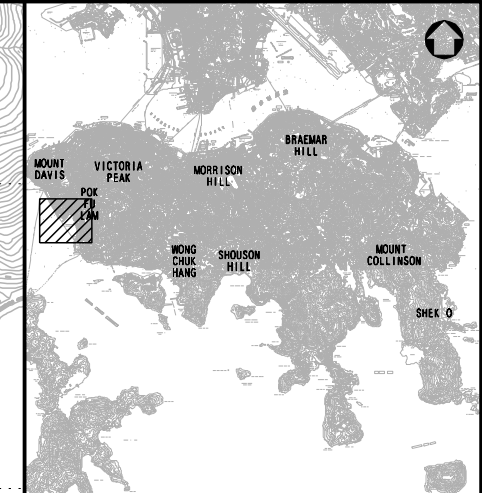 BRAEMAR
HILL
MOUNT
DAVIS
VICTORIA
PEAK
MORRISON
HILL
POK
FU
LAM
WONG
CHUK
HANG
SHOUSON
HILL
MOUNT
COLLINSON
SHEK O